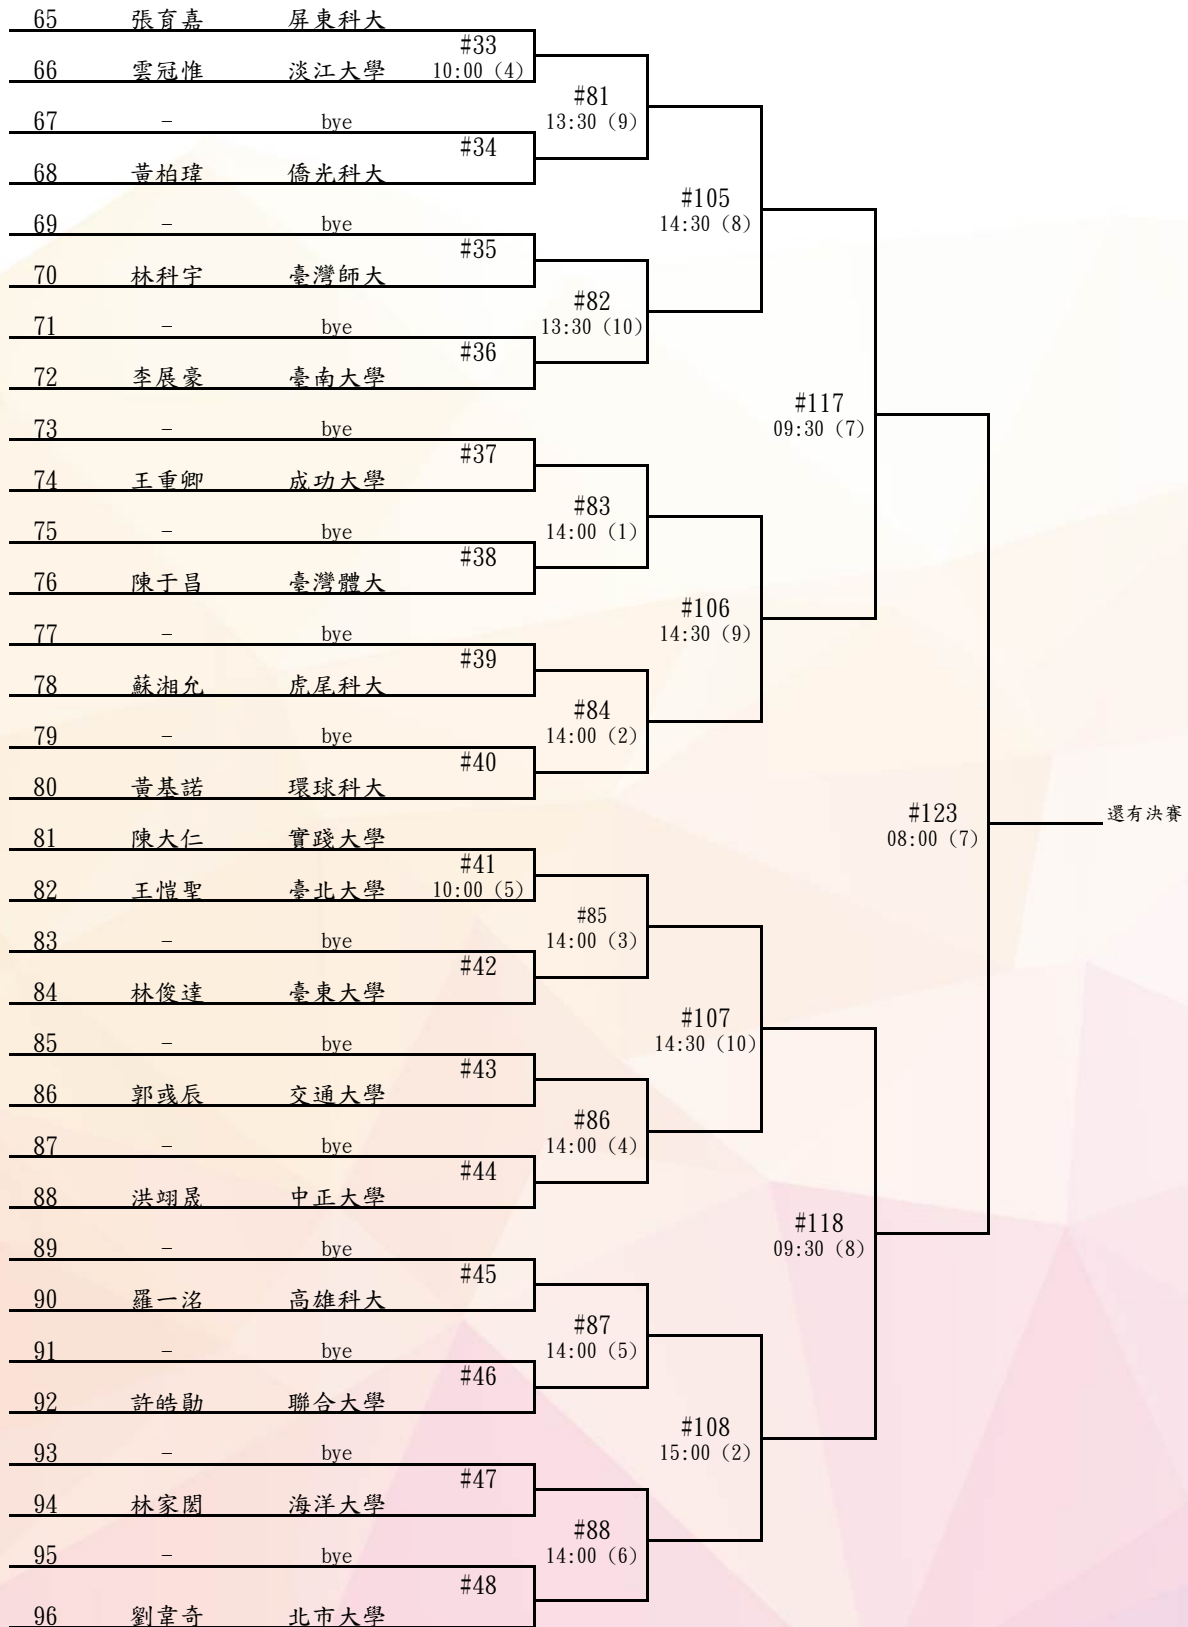 65 張育嘉 屏東科大
#33
66 雲冠惟 淡江大學 10:00 (4)
#81
67 – bye 13:30 (9)
#34
68 黃柏瑋 僑光科大
#105
69 – bye 14:30 (8)
#35
70 林科宇 臺灣師大
#82
71 – bye 13:30 (10)
#36
72 李展豪 臺南大學
#117
73 – bye 09:30 (7)
#37
74 王重卿 成功大學
#83
75 – bye 14:00 (1)
#38
76 陳于昌 臺灣體大
#106
77 – bye 14:30 (9)
#39
78 蘇湘允 虎尾科大
#84
79 – bye 14:00 (2)
#40
80 黃基諾 環球科大
#123 還有決賽
81 陳大仁 實踐大學 08:00 (7)
#41
82 王愷聖 臺北大學 10:00 (5)
#85
83 – bye 14:00 (3)
#42
84 林俊達 臺東大學
#107
85 – bye 14:30 (10)
#43
86 郭彧辰 交通大學
#86
87 – bye 14:00 (4)
#44
88 洪翊晟 中正大學
#118
89 – bye 09:30 (8)
#45
90 羅一洺 高雄科大
#87
91 – bye 14:00 (5)
#46
92 許皓勛 聯合大學
#108
93 – bye 15:00 (2)
#47
94 林家閎 海洋大學
#88
95 – bye 14:00 (6)
#48
96 劉韋奇 北市大學